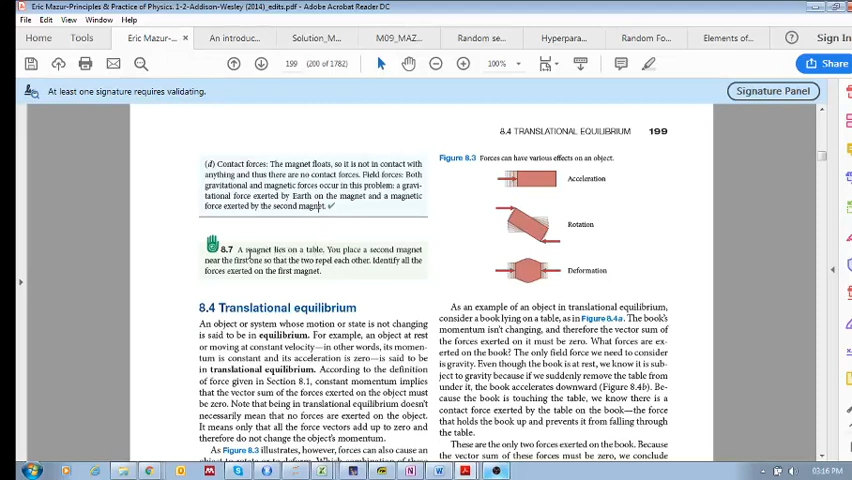 Eric Mazur-Principles & Practice of Physics. 1-2-Addison-Wesley (2014)_edits.pdf - Adobe Acrobat Reader DC
File Edit View Window Help
Home Tools Eric Mazur-... × An introduc... Solution_M... M09_MAZ... Random se... Hyperpara... Random Fo... Elements of... Sign In
199 (200 of 1782) 100% Share
At least one signature requires validating. Signature Panel
8.4 TRANSLATIONAL EQUILIBRIUM 199
(d) Contact forces: The magnet floats, so it is not in contact with
anything and thus there are no contact forces. Field forces: Both
gravitational and magnetic forces occur in this problem: a gravi-
tational force exerted by Earth on the magnet and a magnetic
force exerted by the second magnet. ✓
8.7 A magnet lies on a table. You place a second magnet
near the first one so that the two repel each other. Identify all the
forces exerted on the first magnet.
8.4 Translational equilibrium
An object or system whose motion or state is not changing
is said to be in equilibrium. For example, an object at rest
or moving at constant velocity—in other words, its momen-
tum is constant and its acceleration is zero—is said to be
in translational equilibrium. According to the definition
of force given in Section 8.1, constant momentum implies
that the vector sum of the forces exerted on the object must
be zero. Note that being in translational equilibrium doesn't
necessarily mean that no forces are exerted on the object.
It means only that all the force vectors add up to zero and
therefore do not change the object's momentum.
As Figure 8.3 illustrates, however, forces can also cause an
object to rotate or to deform. Which combination of these
Figure 8.3 Forces can have various effects on an object.
Acceleration
Rotation
Deformation
As an example of an object in translational equilibrium,
consider a book lying on a table, as in Figure 8.4a. The book's
momentum isn't changing, and therefore the vector sum of
the forces exerted on it must be zero. What forces are ex-
erted on the book? The only field force we need to consider
is gravity. Even though the book is at rest, we know it is sub-
ject to gravity because if we suddenly remove the table from
under it, the book accelerates downward (Figure 8.4b). Be-
cause the book is touching the table, we know there is a
contact force exerted by the table on the book—the force
that holds the book up and prevents it from falling through
the table.
These are the only two forces exerted on the book. Because
the vector sum of these forces must be zero, we conclude
03:16 PM